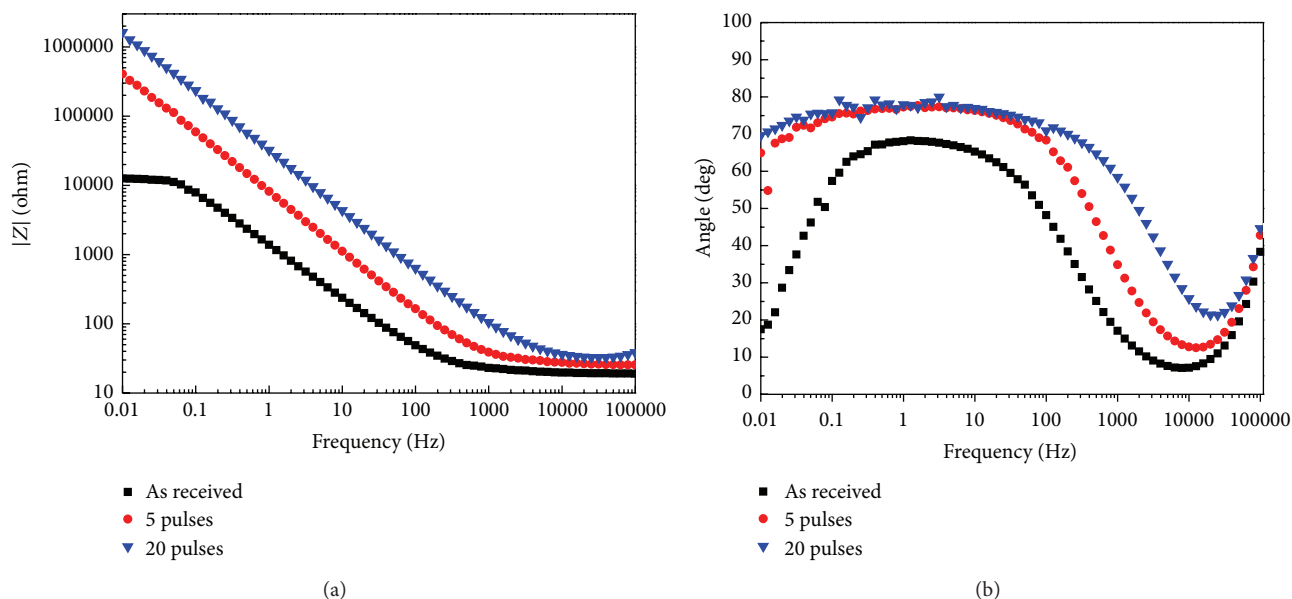 1000000
100000
10000
1000
100
10
|Z| (ohm)
0.01 0.1 1 10 100 1000 10000 100000
Frequency (Hz)
As received
5 pulses
20 pulses
(a)
100
90
80
70
60
50
40
30
20
10
0
Angle (deg)
0.01 0.1 1 10 100 1000 10000 100000
Frequency (Hz)
As received
5 pulses
20 pulses
(b)